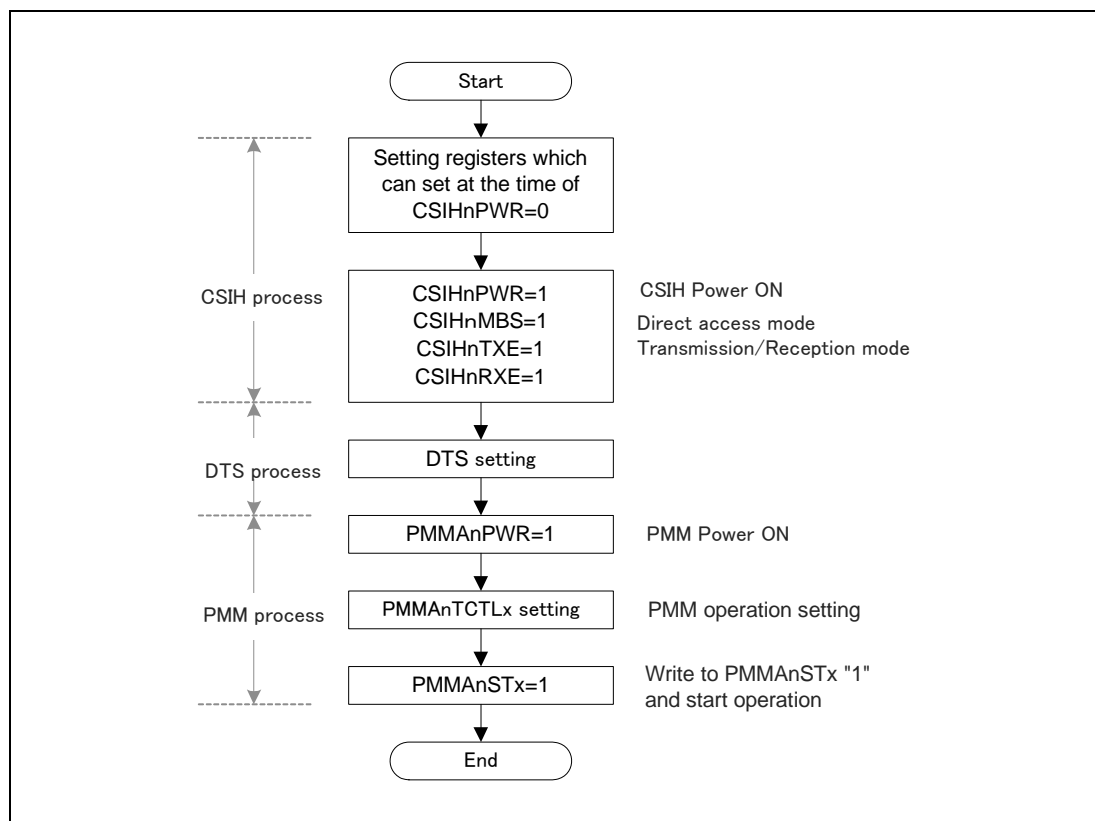 Start
Setting registers which
can set at the time of
CSIHnPWR=0
CSIH process
CSIHnPWR=1
CSIHnMBS=1
CSIHnTXE=1
CSIHnRXE=1
CSIH Power ON
Direct access mode
Transmission/Reception mode
DTS process
DTS setting
PMM process
PMMAnPWR=1
PMM Power ON
PMMAnTCTLx setting
PMM operation setting
PMMAnSTx=1
Write to PMMAnSTx "1"
and start operation
End